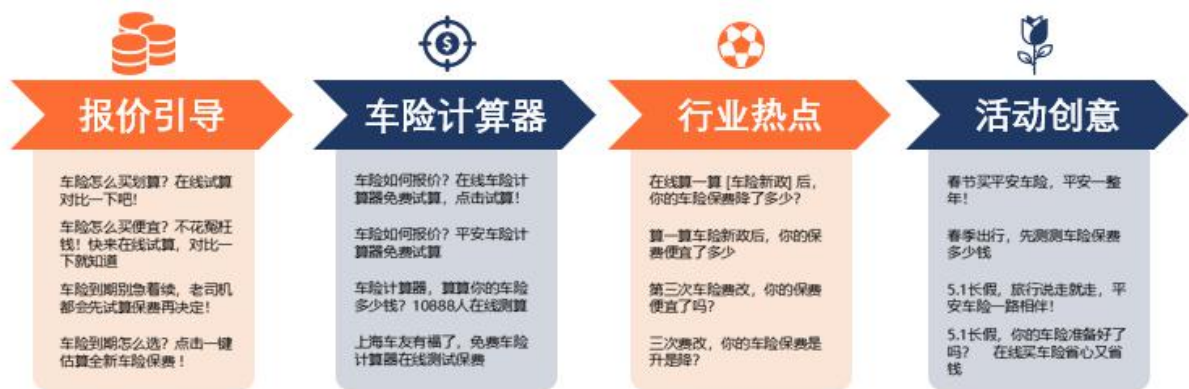 报价引导
车险怎么买划算？在线试算
对比一下吧！
车险怎么买便宜？不花冤枉
钱！快来在线试算，对比一
下就知道
车险到期别急着续，老司机
都会先试算保费再决定！
车险到期怎么选？点击一键
估算全新车险保费！
车险计算器
车险如何报价？在线车险计
算器免费试算，点击试算！
车险如何报价？平安车险计
算器免费试算
车险计算器，算算你的车险
多少钱？10888人在线测算
上海车友有福了，免费车险
计算器在线测试保费
行业热点
在线算一算 [车险新政] 后，
你的车险保费降了多少？
算一算车险新政后，你的保
费便宜了多少
第三次车险费改，你的保费
便宜了吗？
三次费改，你的车险保费是
升是降？
活动创意
春节买平安车险，平安一整
年！
春季出行，先测测车险保费
多少钱
5.1长假，旅行说走就走，平
安车险一路相伴！
5.1长假，你的车险准备好了
吗？ 在线买车险省心又省
钱